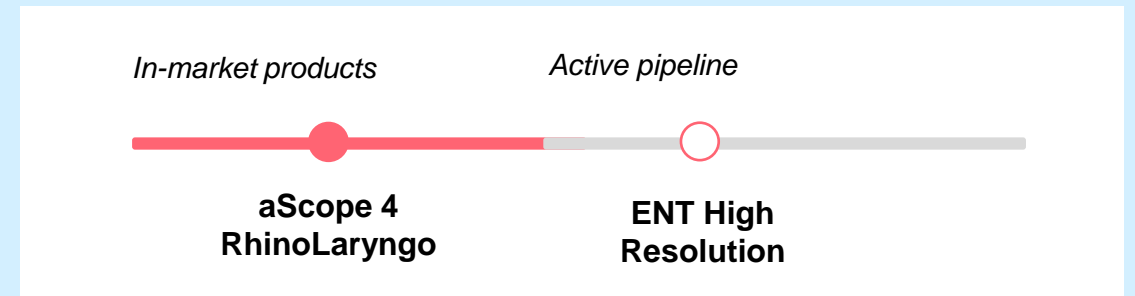 In-market products
Active pipeline
aScope 4
RhinoLaryngo
ENT High
Resolution